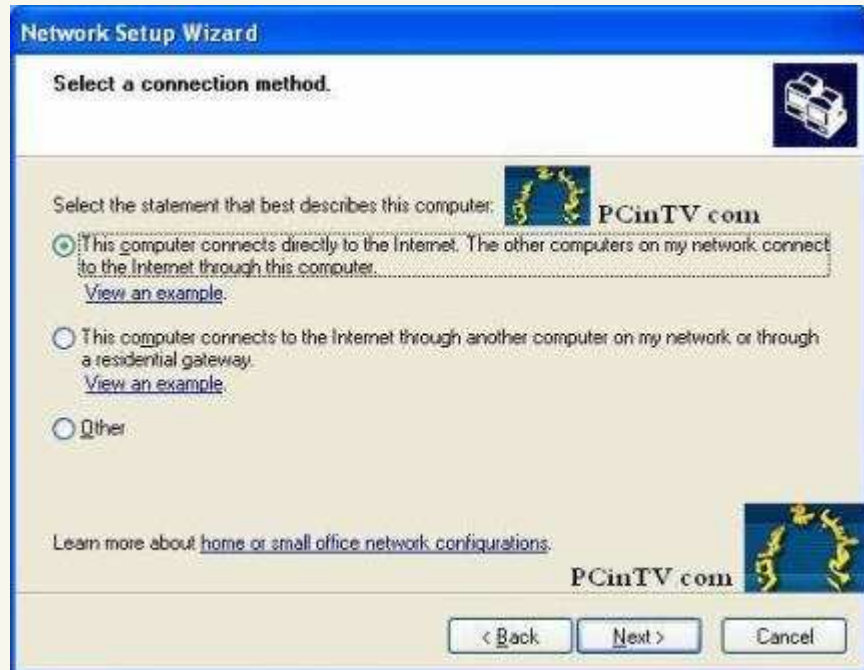 Network Setup Wizard
Select a connection method.
Select the statement that best describes this computer:
PCinTV com
This computer connects directly to the Internet. The other computers on my network connect
to the Internet through this computer.
View an example.
This computer connects to the Internet through another computer on my network or through
a residential gateway.
View an example.
Other
Learn more about home or small office network configurations.
PCinTV com
< Back
Next >
Cancel